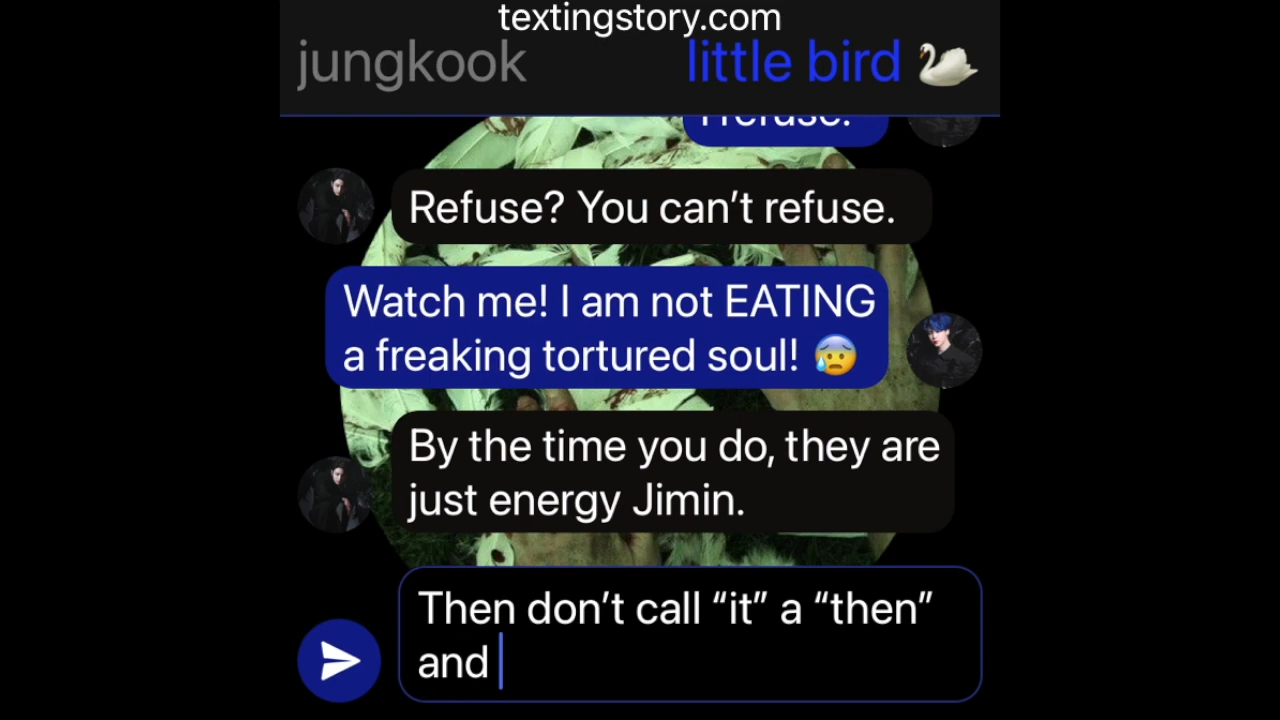 textingstory.com
jungkook
little bird 🦢
I refuse.
Refuse? You can’t refuse.
Watch me! I am not EATING
a freaking tortured soul! 😰
By the time you do, they are
just energy Jimin.
Then don’t call “it” a “then”
and